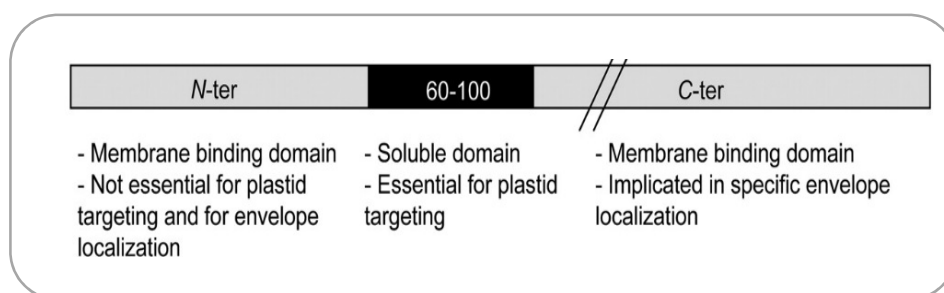 N-ter 60-100 C-ter
- Membrane binding domain
- Not essential for plastid
targeting and for envelope
localization
- Soluble domain
- Essential for plastid
targeting
- Membrane binding domain
- Implicated in specific envelope
localization